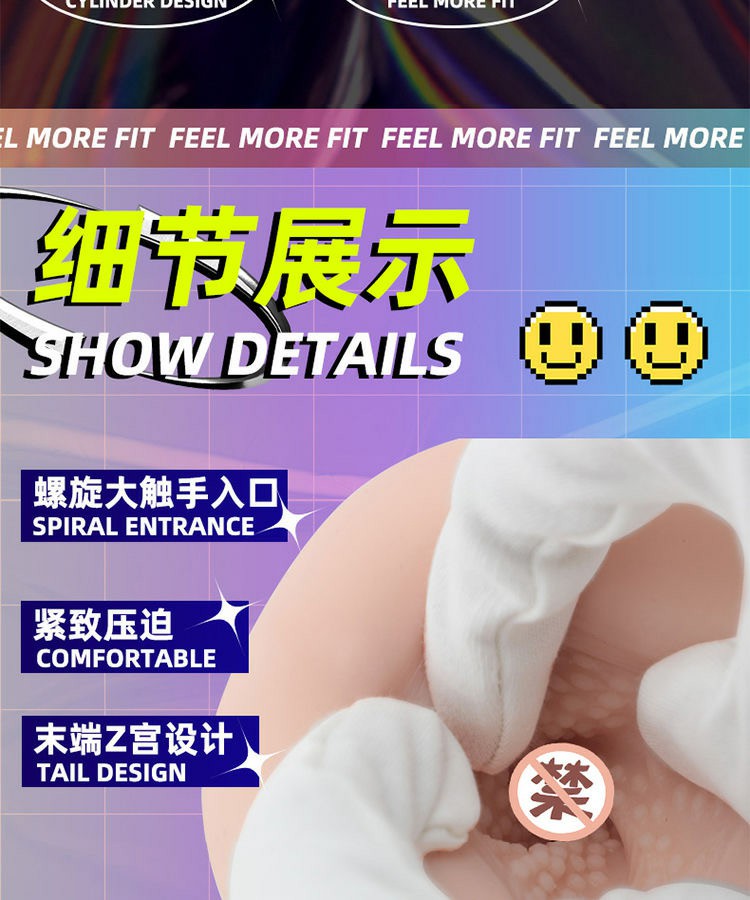 CYLINDER DESIGN
FEEL MORE FIT
EL MORE FIT FEEL MORE FIT FEEL MORE FIT FEEL MORE
细节展示
SHOW DETAILS
螺旋大触手入口
SPIRAL ENTRANCE
紧致压迫
COMFORTABLE
末端Z宫设计
TAIL DESIGN
禁